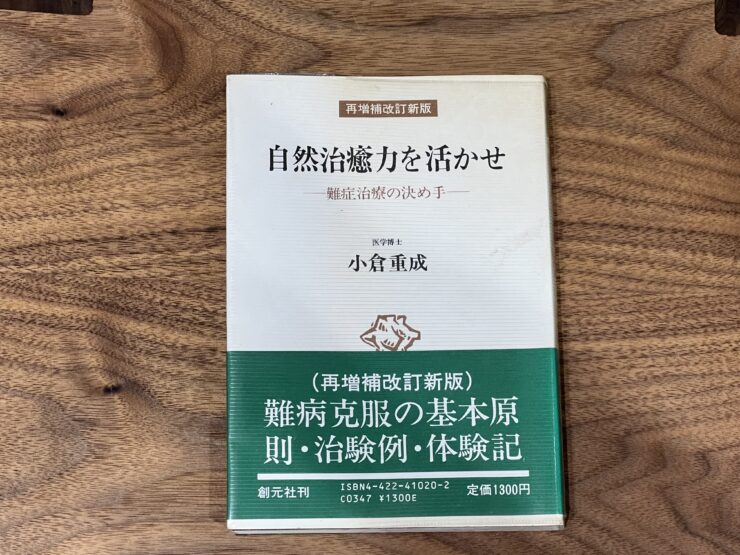 再増補改訂新版
自然治癒力を活かせ
―難症治療の決め手―
医学博士
小倉重成
(再増補改訂新版)
難病克服の基本原
則・治験例・体験記
創元社刊
ISBN4-422-41020-2
C0347 ¥1300E
定価1300円